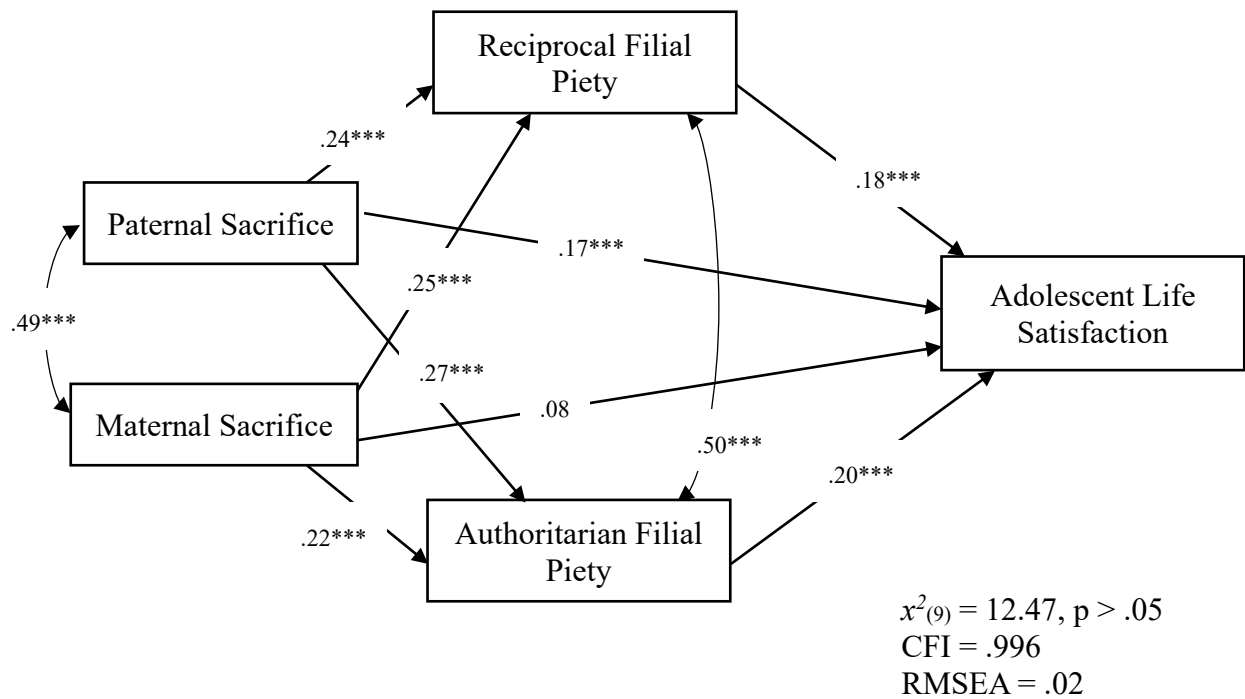 Reciprocal Filial
Piety
.24***
.18***
Paternal Sacrifice
.17***
.25***
Adolescent Life
Satisfaction
.49***
.27***
Maternal Sacrifice
.08
.50***
.20***
.22***
Authoritarian Filial
Piety
x²(9) = 12.47, p > .05
CFI = .996
RMSEA = .02